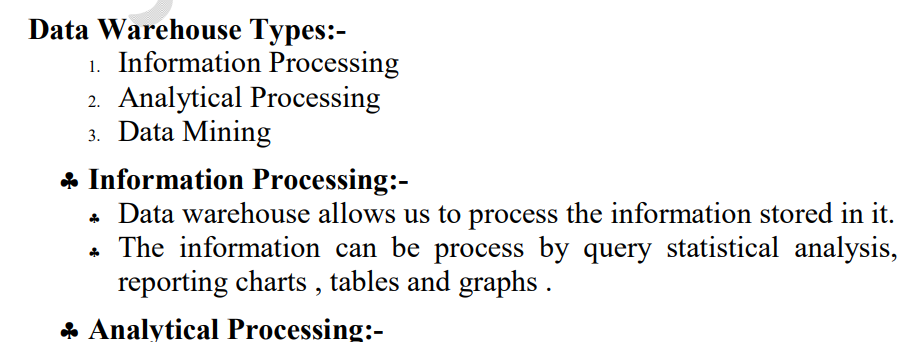 Data Warehouse Types:-
1. Information Processing
2. Analytical Processing
3. Data Mining
♣ Information Processing:-
♣ Data warehouse allows us to process the information stored in it.
♣ The information can be process by query statistical analysis,
reporting charts , tables and graphs .
♣ Analytical Processing:-